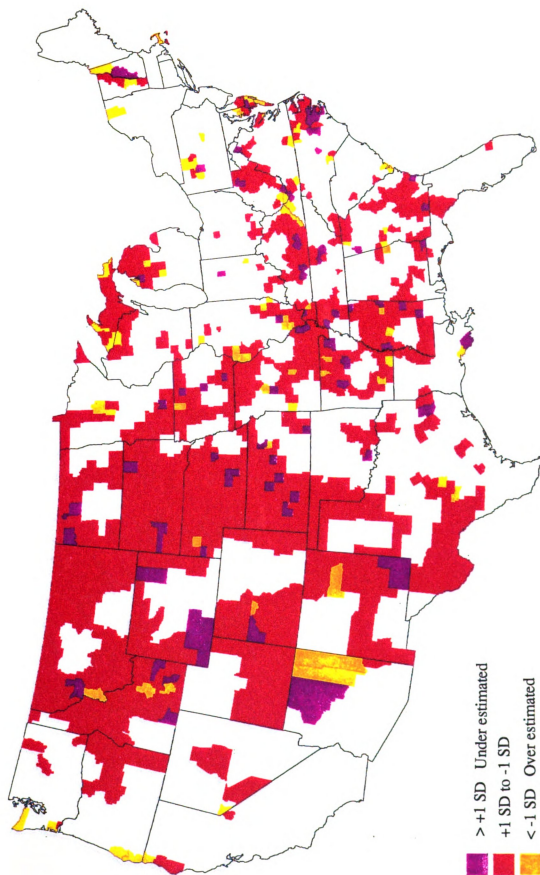 > +1 SD Under estimated
+1 SD to -1 SD
< -1 SD Over estimated